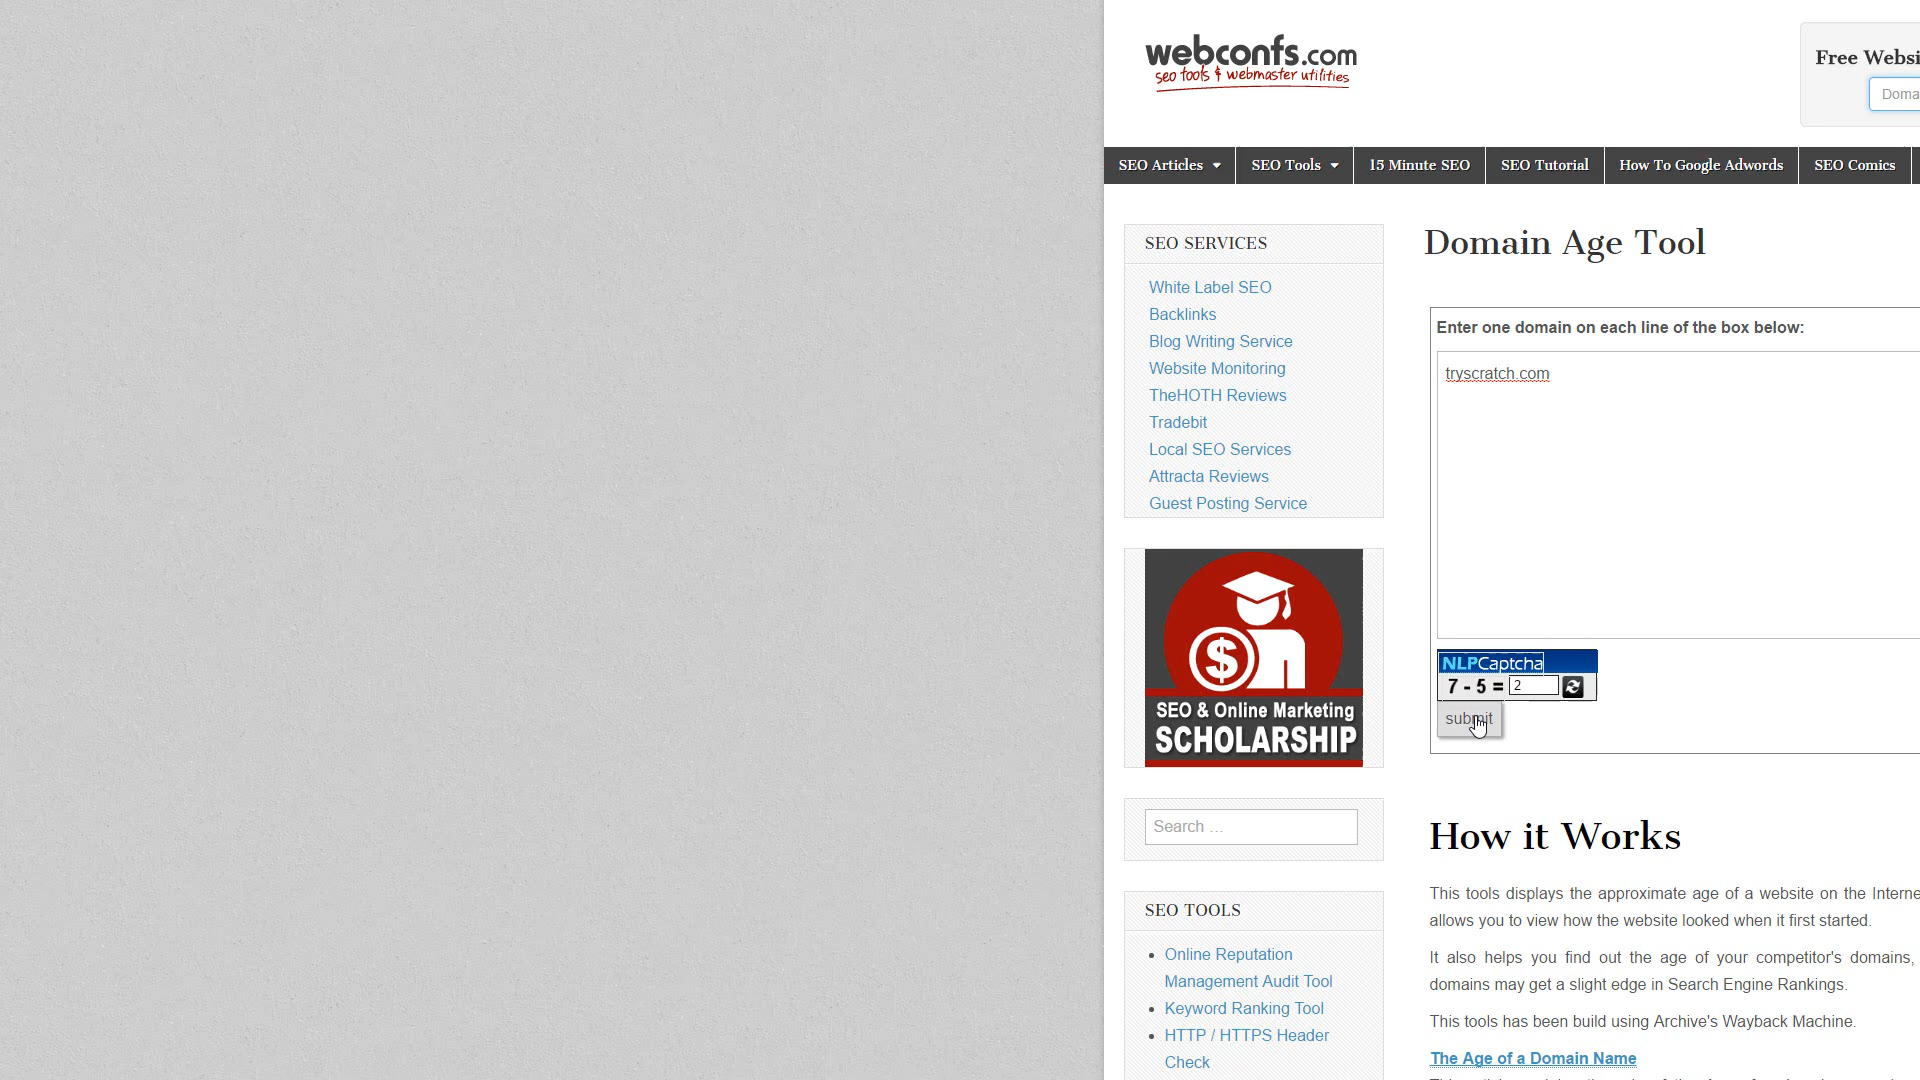 webconfs.com
seo tools & webmaster utilities
Free Websi
Doma
SEO Articles
SEO Tools
15 Minute SEO
SEO Tutorial
How To Google Adwords
SEO Comics
SEO SERVICES
White Label SEO
Backlinks
Blog Writing Service
Website Monitoring
TheHOTH Reviews
Tradebit
Local SEO Services
Attracta Reviews
Guest Posting Service
$
SEO & Online Marketing
SCHOLARSHIP
Search ...
SEO TOOLS
Online Reputation
Management Audit Tool
Keyword Ranking Tool
HTTP / HTTPS Header
Check
Domain Age Tool
Enter one domain on each line of the box below:
tryscratch.com
NLPCaptcha
7 - 5 = 2
submit
How it Works
This tools displays the approximate age of a website on the Interne
allows you to view how the website looked when it first started.
It also helps you find out the age of your competitor's domains,
domains may get a slight edge in Search Engine Rankings.
This tools has been build using Archive's Wayback Machine.
The Age of a Domain Name